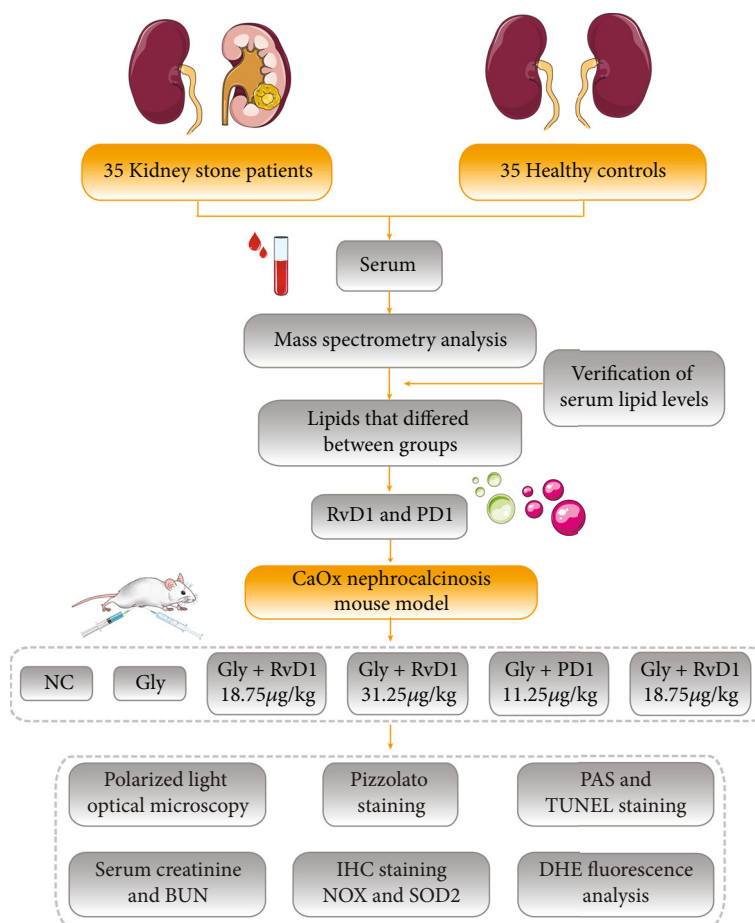 35 Kidney stone patients
35 Healthy controls
Serum
Mass spectrometry analysis
Verification of
serum lipid levels
Lipids that differed
between groups
RvD1 and PD1
CaOx nephrocalcinosis
mouse model
NC
Gly
Gly + RvD1
18.75μg/kg
Gly + RvD1
31.25μg/kg
Gly + PD1
11.25μg/kg
Gly + RvD1
18.75μg/kg
Polarized light
optical microscopy
Pizzolato
staining
PAS and
TUNEL staining
Serum creatinine
and BUN
IHC staining
NOX and SOD2
DHE fluorescence
analysis